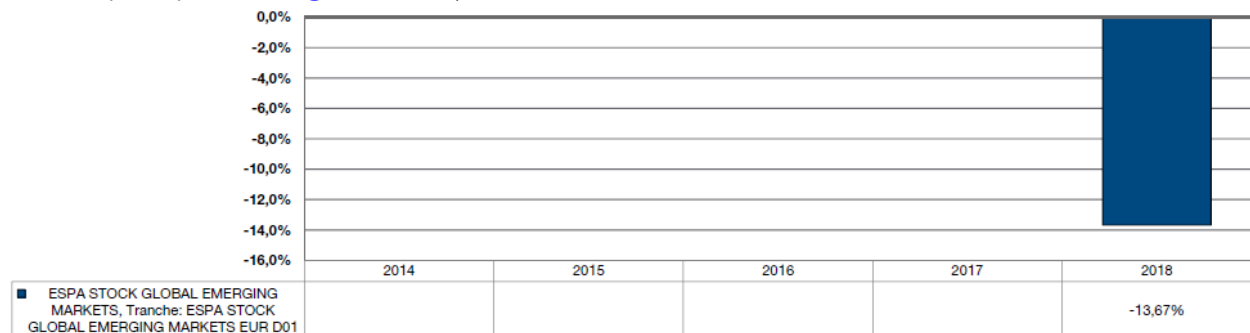 0,0%
-2,0%
-4,0%
-6,0%
-8,0%
-10,0%
-12,0%
-14,0%
-16,0%
2014 2015 2016 2017 2018
ESPA STOCK GLOBAL EMERGING
MARKETS, Tranche: ESPA STOCK -13,67%
GLOBAL EMERGING MARKETS EUR D01